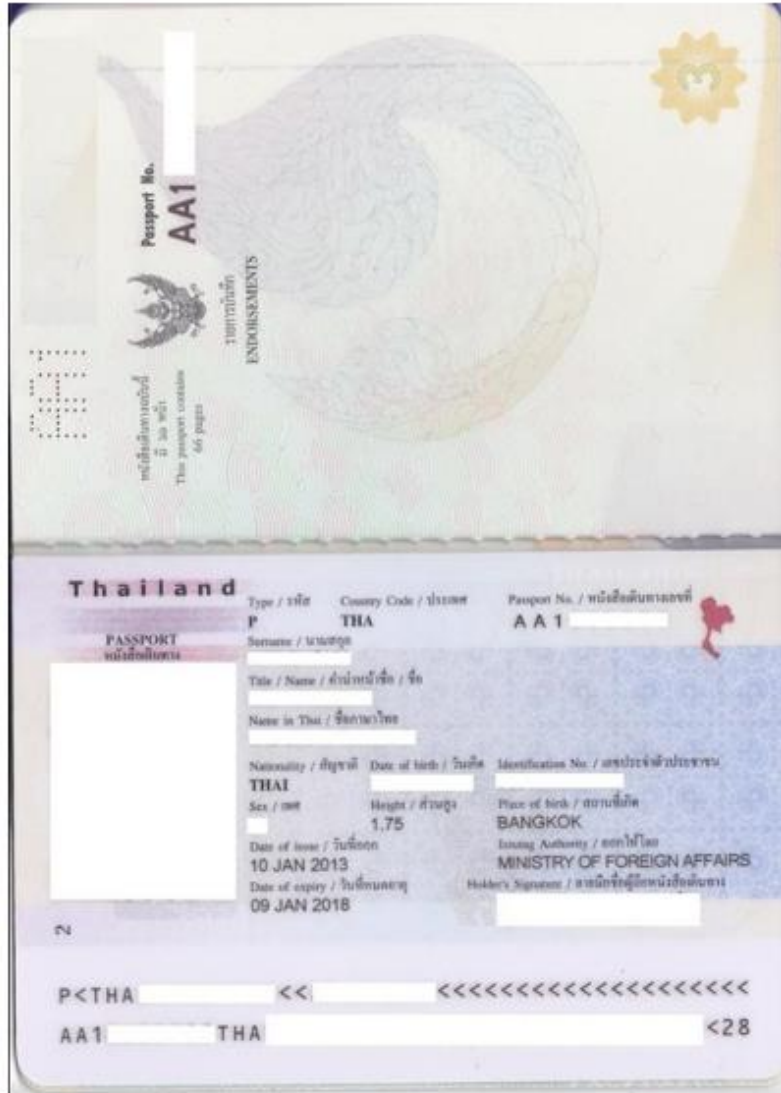 Passport No.
AA1
หนังสือเดินทางฉบับนี้
มี ๖๖ หน้า
This passport contains
66 pages
รายการบันทึก
ENDORSEMENTS
Thailand
PASSPORT
หนังสือเดินทาง
Type / รหัส Country Code / ประเทศ Passport No. / หนังสือเดินทางเลขที่
P THA AA1
Surname / นามสกุล
Title / Name / คำนำหน้าชื่อ / ชื่อ
Name in Thai / ชื่อภาษาไทย
Nationality / สัญชาติ Date of birth / วันเกิด Identification No. / เลขประจำตัวประชาชน
THAI
Sex / เพศ Height / ส่วนสูง Place of birth / สถานที่เกิด
1.75 BANGKOK
Date of issue / วันที่ออก Issuing Authority / ออกให้โดย
10 JAN 2013 MINISTRY OF FOREIGN AFFAIRS
Date of expiry / วันที่หมดอายุ Holder's Signature / ลายมือชื่อผู้ถือหนังสือเดินทาง
09 JAN 2018
2
P<THA << <<<<<<<<<<<<<<<<<<<<<
AA1 THA <28